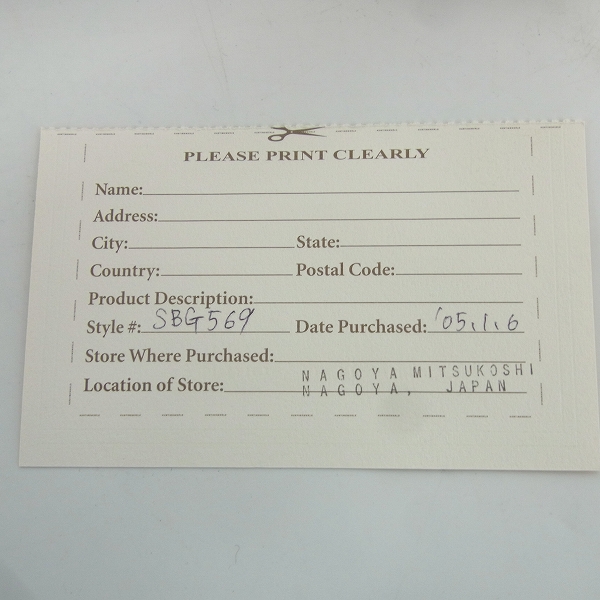 PLEASE PRINT CLEARLY
Name:
Address:
City: State:
Country: Postal Code:
Product Description:
Style #: SBG569 Date Purchased: '05.1.6
Store Where Purchased:
NAGOYA MITSUKOSHI
Location of Store: NAGOYA, JAPAN